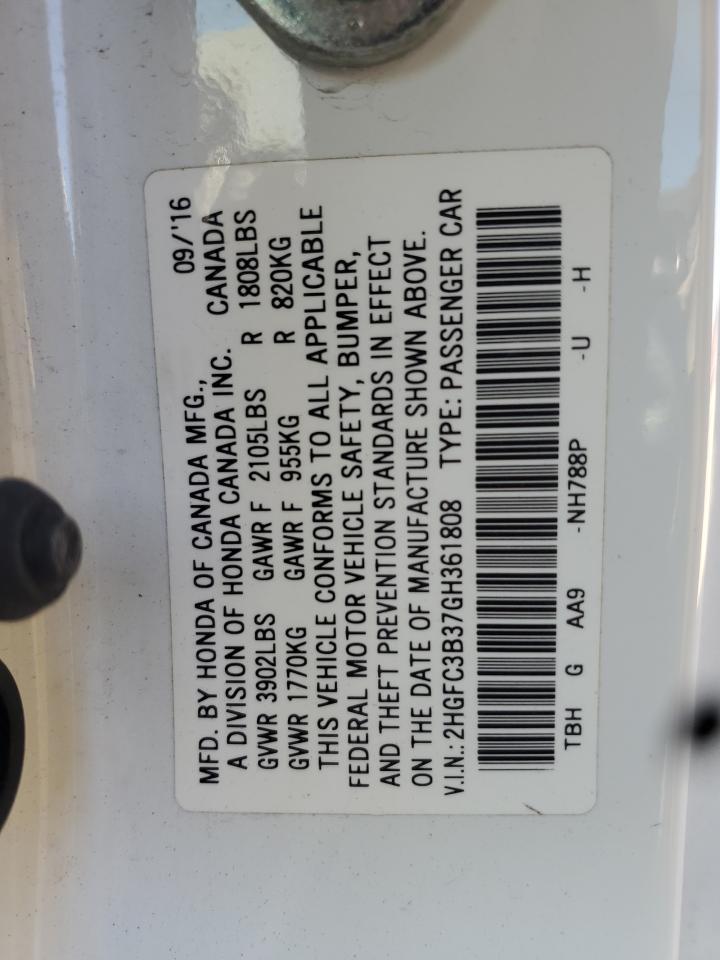 MFD. BY HONDA OF CANADA MFG., 09/'16
A DIVISION OF HONDA CANADA INC. CANADA
GVWR 3902LBS GAWR F 2105LBS R 1808LBS
GVWR 1770KG GAWR F 955KG R 820KG
THIS VEHICLE CONFORMS TO ALL APPLICABLE
FEDERAL MOTOR VEHICLE SAFETY, BUMPER,
AND THEFT PREVENTION STANDARDS IN EFFECT
ON THE DATE OF MANUFACTURE SHOWN ABOVE.
V.I.N.: 2HGFC3B37GH361808 TYPE: PASSENGER CAR
TBH G AA9 -NH788P -U -H